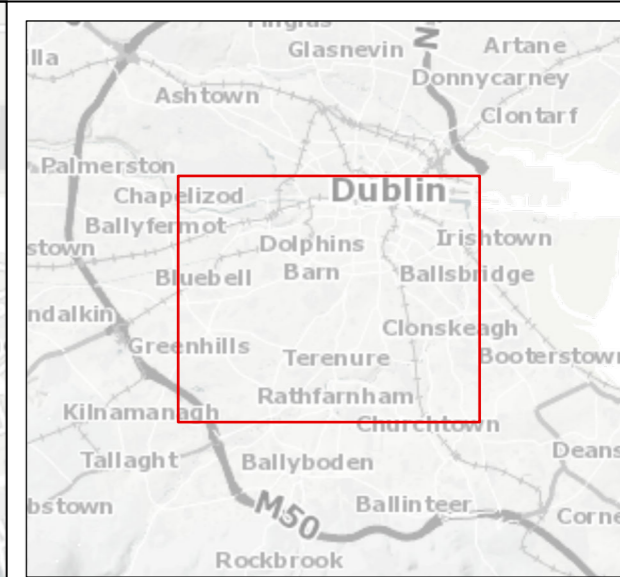 Glasnevin
Artane
illa
Donnycarney
Ashtown
Clontarf
N
Palmerston
Chapelizod
Dublin
Ballyfermot
Irishtown
stown
Dolphins
Barn
Bluebell
Ballsbridge
ndalkin
Clonskeagh
Greenhills
Terenure
Booterstown
Rathfarnham
Kilnamanagh
Churchtown
Tallaght
Ballyboden
Deans
bstown
M50
Ballinteer
Corne
Rockbrook